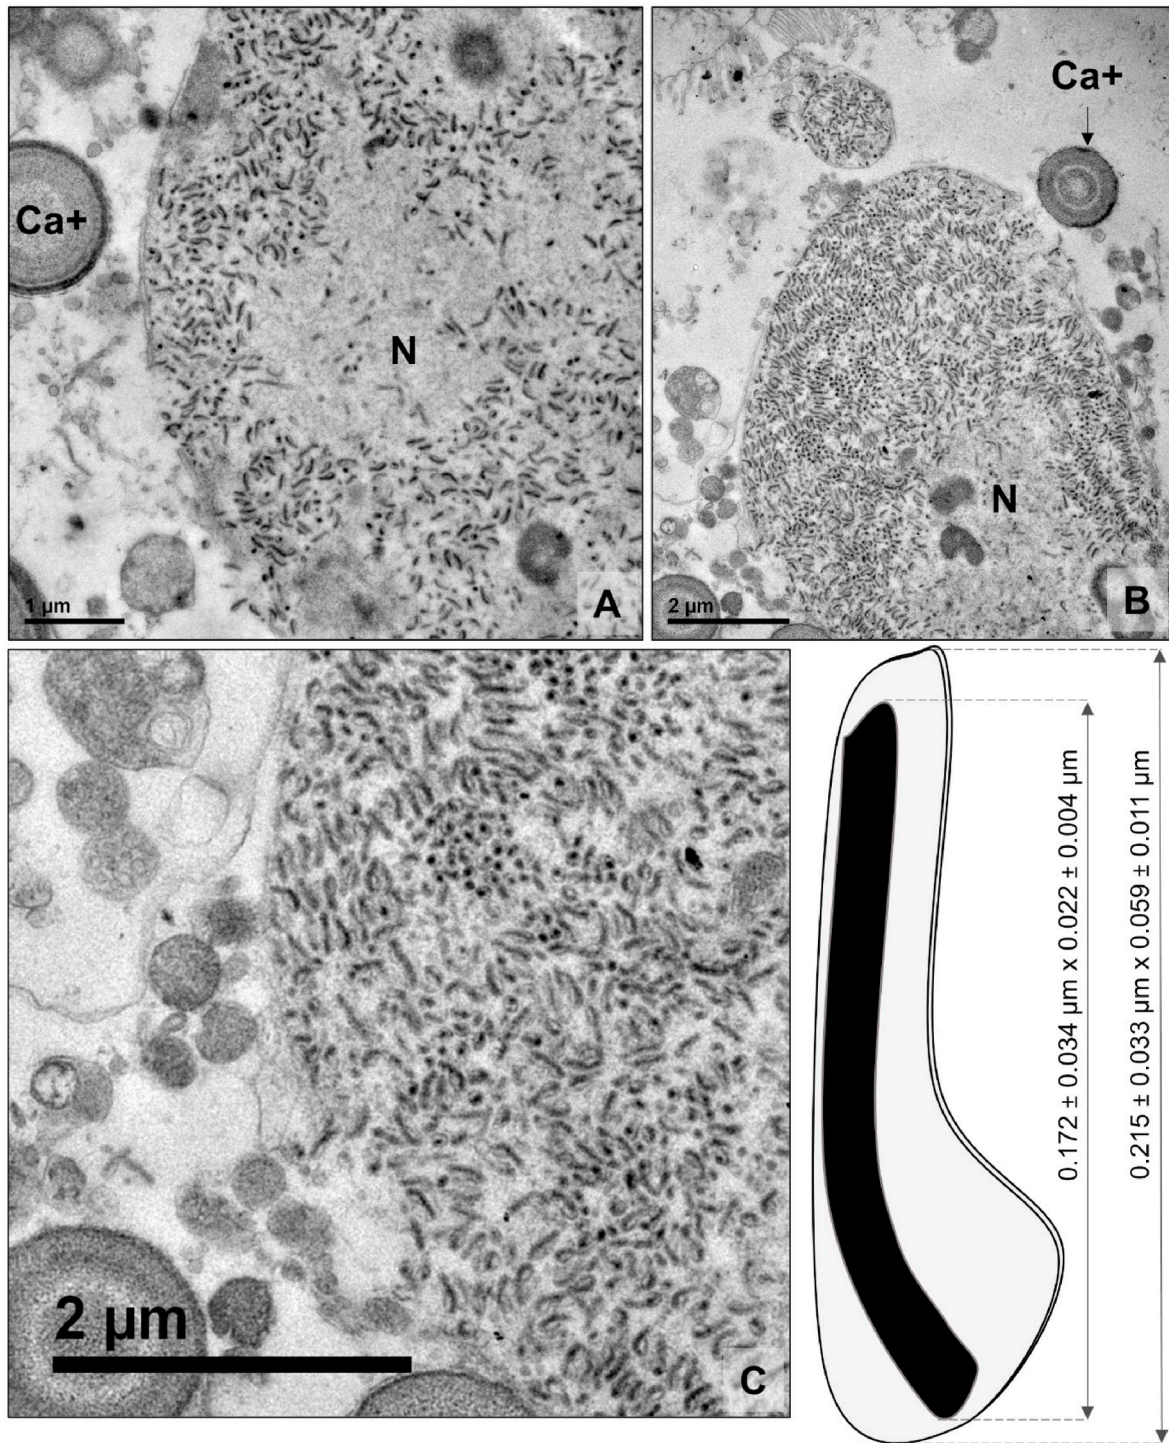 Ca+
N
1 µm
A
Ca+
N
2 µm
B
2 µm
C
0.172 ± 0.034 µm x 0.022 ± 0.004 µm
0.215 ± 0.033 µm x 0.059 ± 0.011 µm